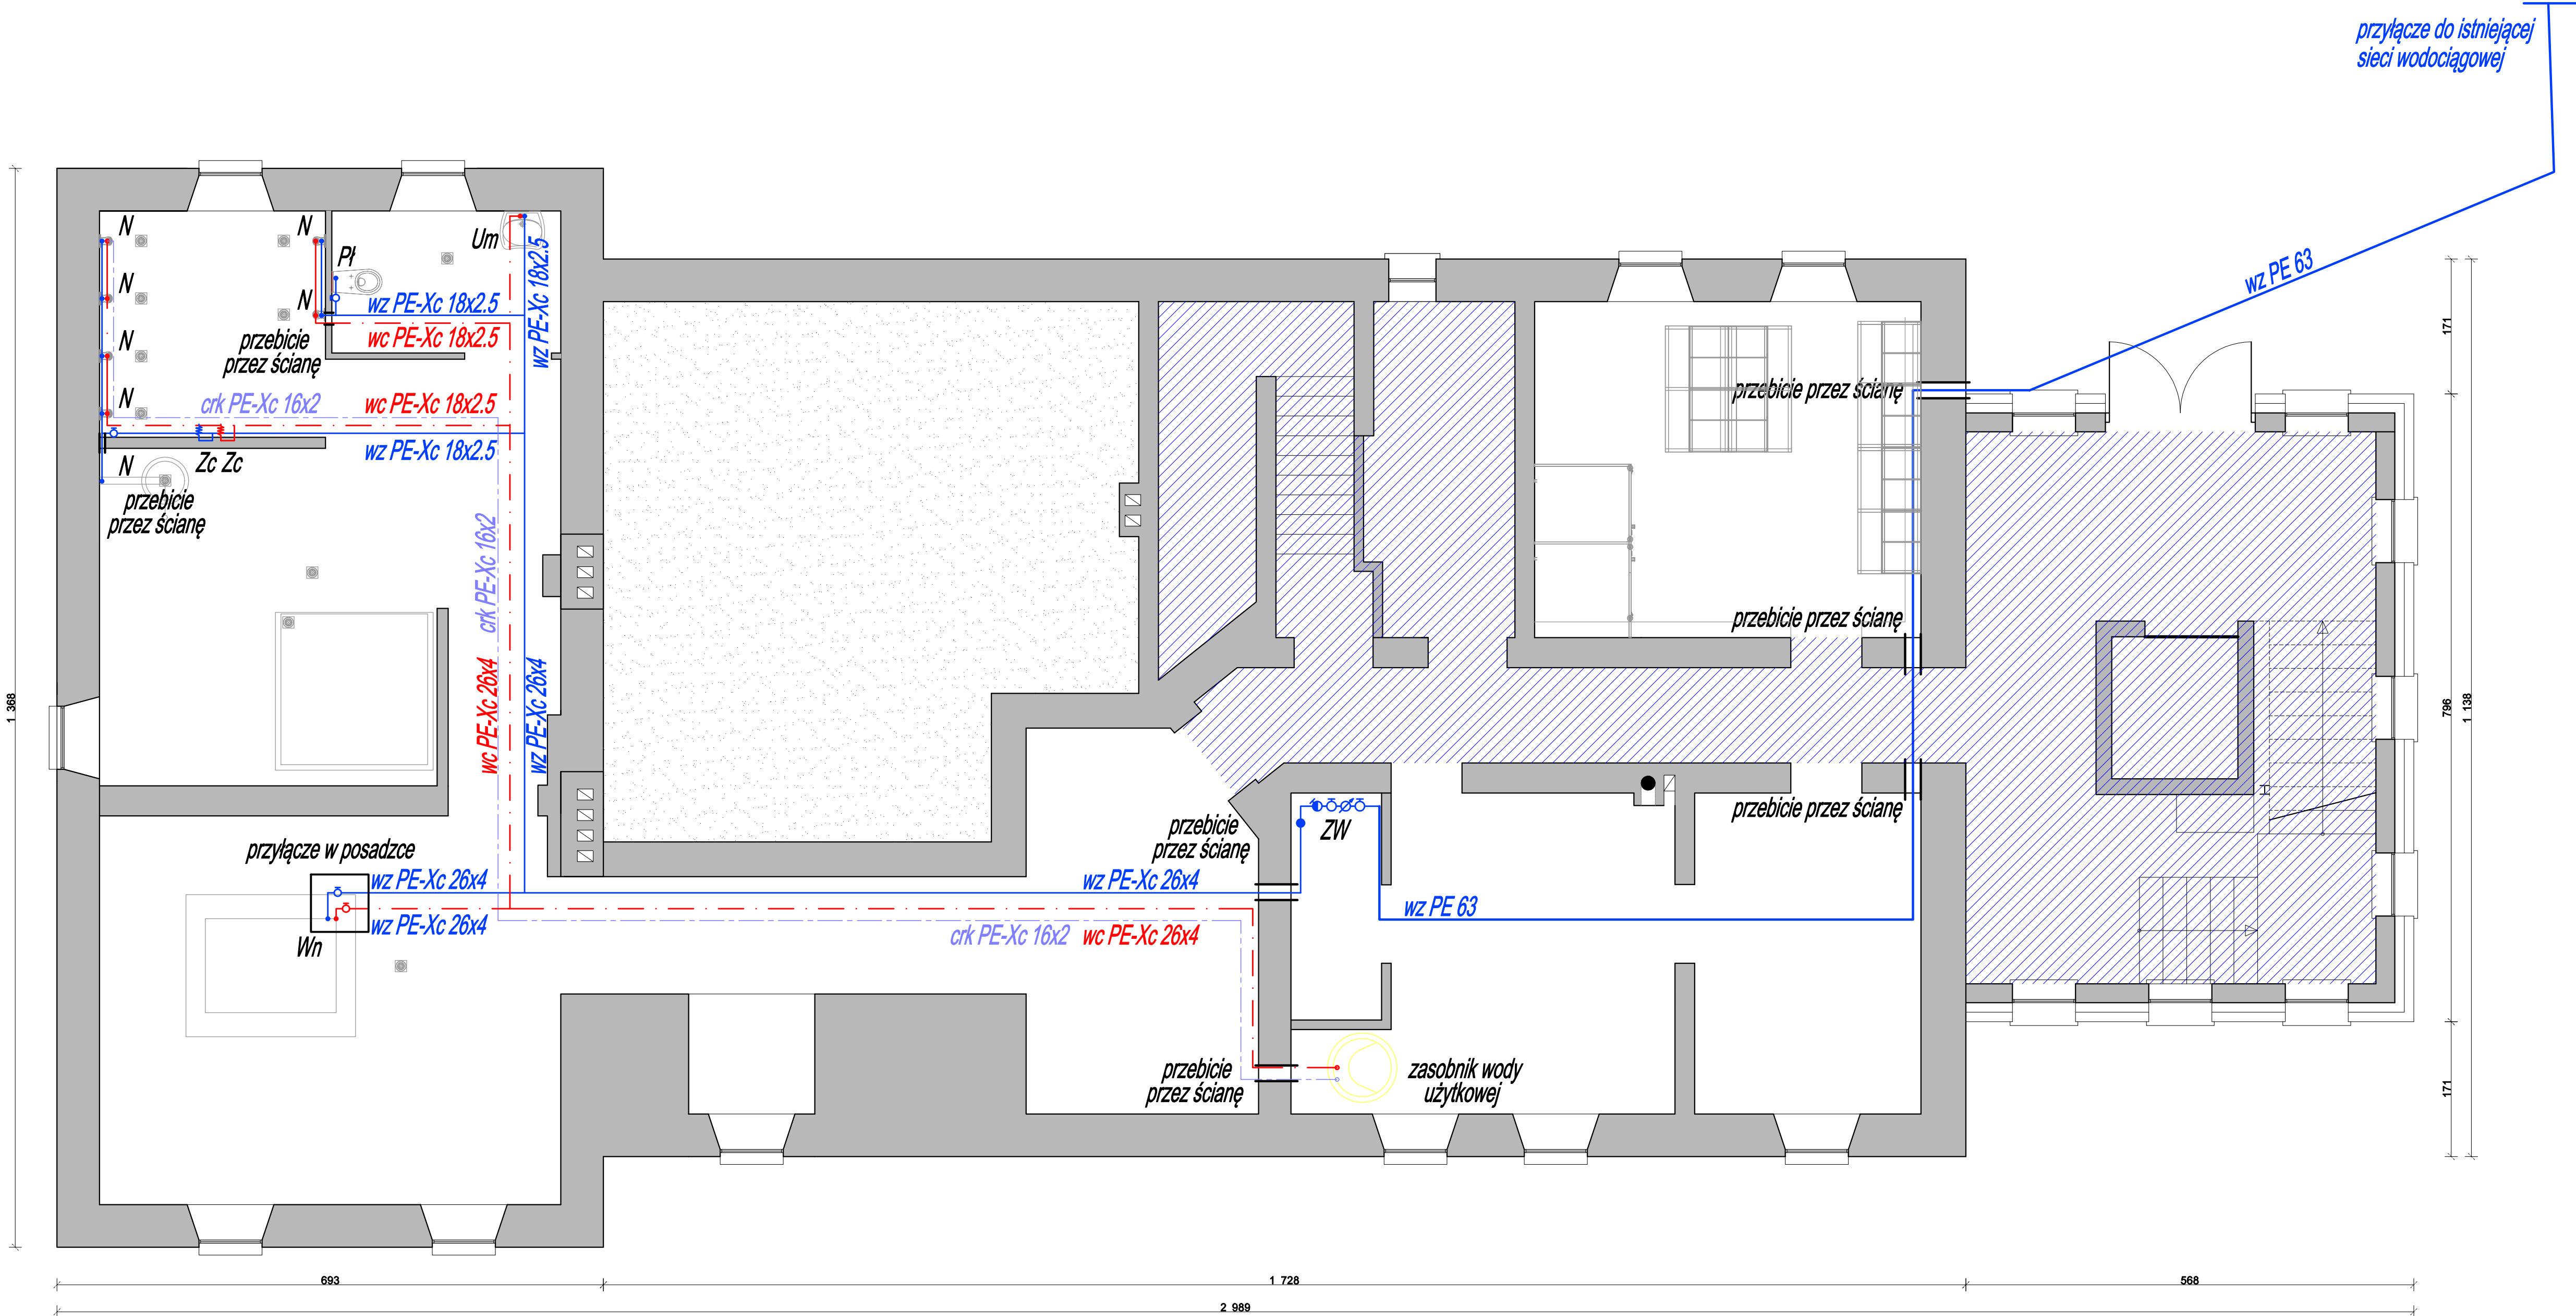 przyłącze do istniejącej
sieci wodociągowej
wz PE 63
N
N
Um
Pł
N
N
wz PE-Xc 18x2.5
wz PE-Xc 18x2.5
wc PE-Xc 18x2.5
171
N
przebicie
przez ścianę
przebicie przez ścianę
N
crk PE-Xc 16x2
wc PE-Xc 18x2.5
wz PE-Xc 18x2.5
N
Zc Zc
przebicie
przez ścianę
crk PE-Xc 16x2
przebicie przez ścianę
1 368
wc PE-Xc 26x4
wz PE-Xc 26x4
796
1 138
przebicie przez ścianę
przyłącze w posadzce
przebicie
przez ścianę
ZW
wz PE-Xc 26x4
wz PE-Xc 26x4
wz PE 63
wz PE-Xc 26x4
Wn
crk PE-Xc 16x2
wc PE-Xc 26x4
przebicie
przez ścianę
zasobnik wody
użytkowej
171
693
1 728
568
2 989